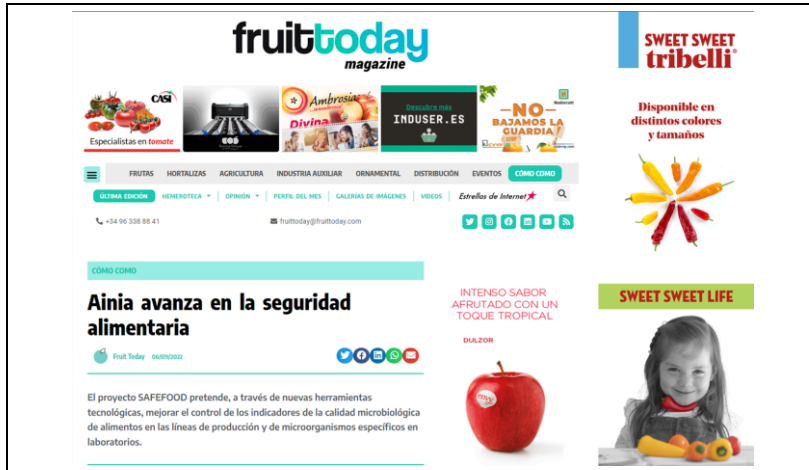 fruittoday
magazine
SWEET SWEET
tribelli
CASI
Especialistas en tomate
Ambrosia
Divina
Descubre más
INDUSER.ES
-NO-
BAJAMOS LA
GUARDIA
Disponible en
distintos colores
y tamaños
FRUTAS HORTALIZAS AGRICULTURA INDUSTRIA AUXILIAR ORNAMENTAL DISTRIBUCIÓN EVENTOS CÓMO COMO
ÚLTIMA EDICIÓN HEMEROTECA OPINIÓN PERFIL DEL MES GALERÍAS DE IMÁGENES VIDEOS Estrellas de Internet
+34 96 338 88 41 fruittoday@fruittoday.com
CÓMO COMO
Ainia avanza en la seguridad
alimentaria
Fruit Today 06/09/2022
El proyecto SAFEFOOD pretende, a través de nuevas herramientas
tecnológicas, mejorar el control de los indicadores de la calidad microbiológica
de alimentos en las líneas de producción y de microorganismos específicos en
laboratorios.
INTENSO SABOR
AFRUTADO CON UN
TOQUE TROPICAL
DULZOR
SWEET SWEET LIFE